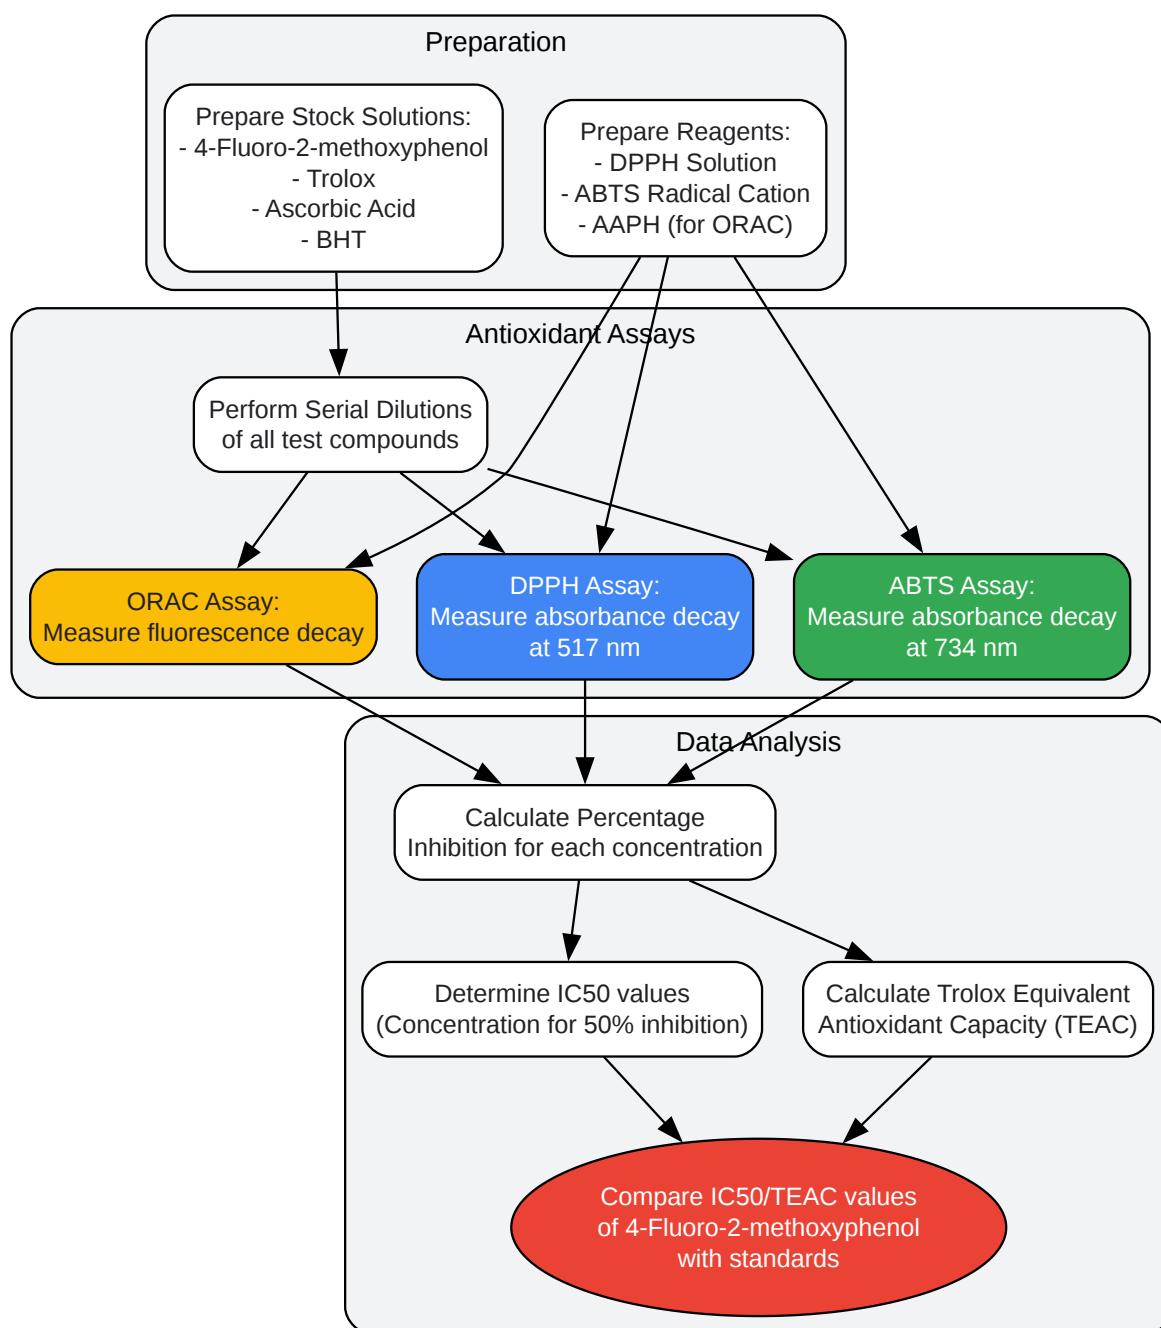 Preparation
Prepare Stock Solutions:
- 4-Fluoro-2-methoxyphenol
- Trolox
- Ascorbic Acid
- BHT
Prepare Reagents:
- DPPH Solution
- ABTS Radical Cation
- AAPH (for ORAC)
Antioxidant Assays
Perform Serial Dilutions
of all test compounds
ORAC Assay:
Measure fluorescence decay
DPPH Assay:
Measure absorbance decay
at 517 nm
ABTS Assay:
Measure absorbance decay
at 734 nm
Data Analysis
Calculate Percentage
Inhibition for each concentration
Determine IC50 values
(Concentration for 50% inhibition)
Calculate Trolox Equivalent
Antioxidant Capacity (TEAC)
Compare IC50/TEAC values
of 4-Fluoro-2-methoxyphenol
with standards